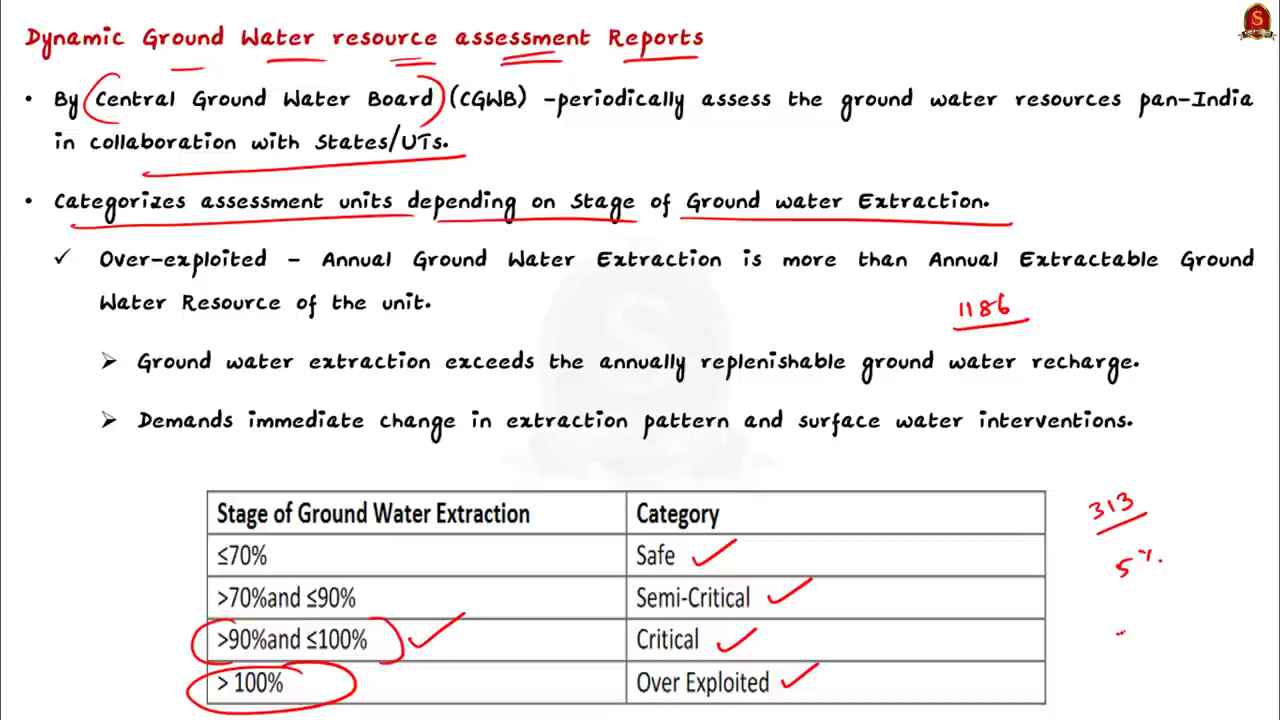 Dynamic Ground Water resource assessment Reports
• By (Central Ground Water Board) (CGWB) -periodically assess the ground water resources pan-India
in collaboration with States/UTs.
• Categorizes assessment units depending on Stage of Ground water Extraction.
✓ Over-exploited – Annual Ground Water Extraction is more than Annual Extractable Ground
Water Resource of the unit.
1186
➢ Ground water extraction exceeds the annually replenishable ground water recharge.
➢ Demands immediate change in extraction pattern and surface water interventions.
Stage of Ground Water Extraction Category
313
≤70% Safe
5%.
>70%and ≤90% Semi-Critical
>90%and ≤100% Critical
> 100% Over Exploited
S